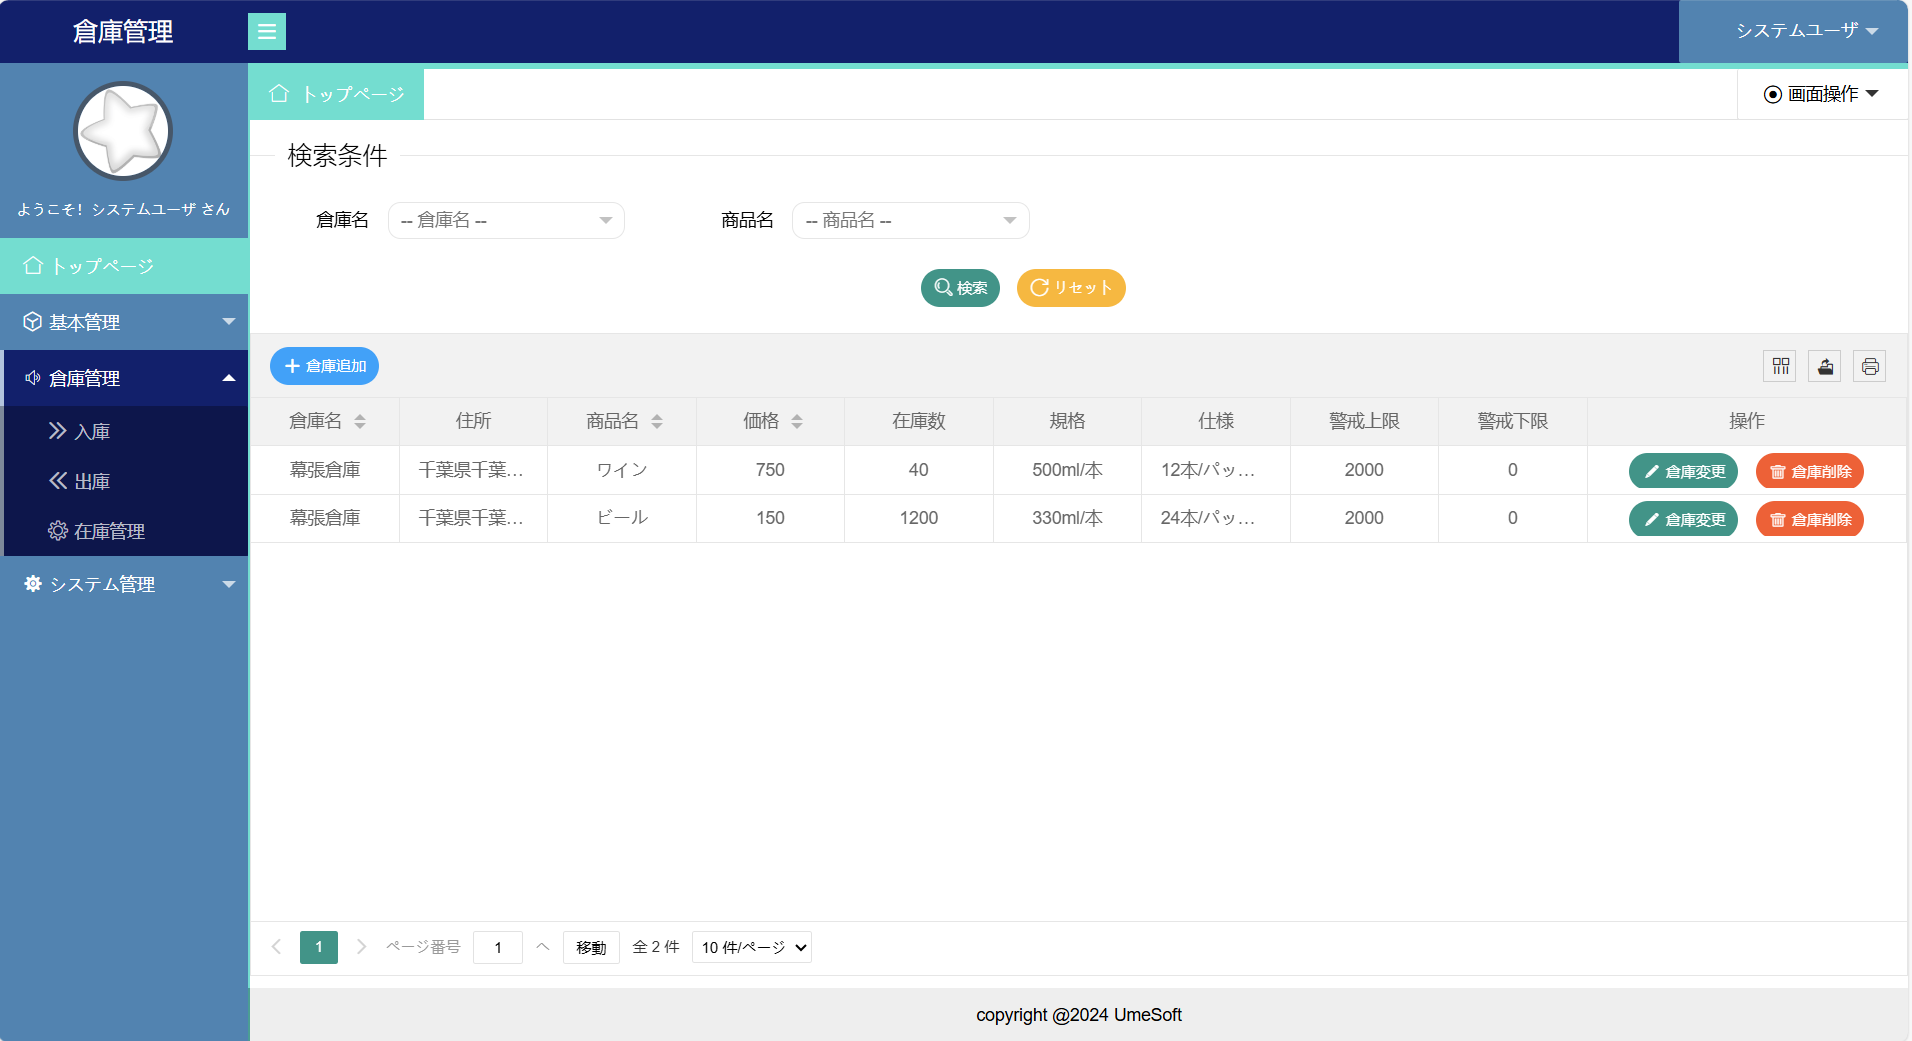 倉庫管理
システムユーザ
ようこそ！システムユーザ さん
トップページ
基本管理
倉庫管理
入庫
出庫
在庫管理
システム管理
トップページ
画面操作
検索条件
倉庫名 -- 倉庫名 -- 商品名 -- 商品名 --
検索 リセット
倉庫追加
倉庫名 住所 商品名 価格 在庫数 規格 仕様 警戒上限 警戒下限 操作
幕張倉庫 千葉県千葉... ワイン 750 40 500ml/本 12本/パッ... 2000 0 倉庫変更 倉庫削除
幕張倉庫 千葉県千葉... ビール 150 1200 330ml/本 24本/パッ... 2000 0 倉庫変更 倉庫削除
1 ページ番号 1 移動 全 2 件 10 件/ページ
copyright @2024 UmeSoft